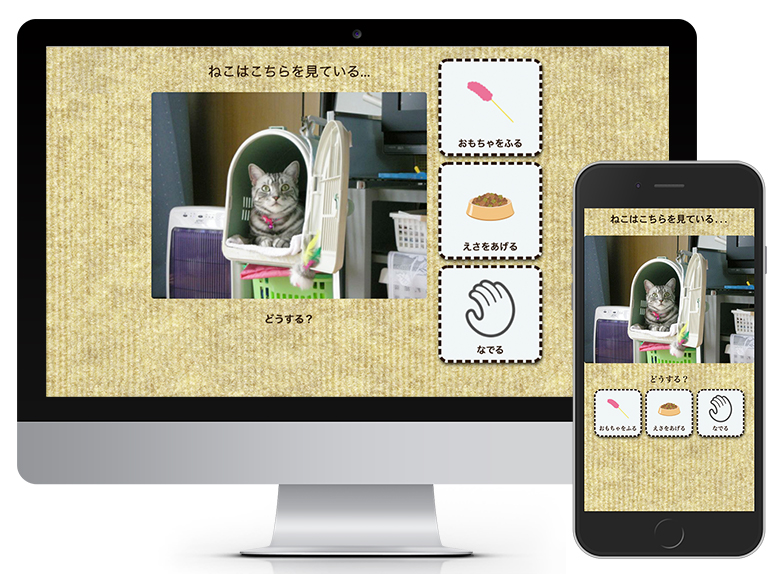 ねこはこちらを見ている...
どうする？
おもちゃをふる
えさをあげる
なでる
ねこはこちらを見ている...
どうする？
おもちゃをふる
えさをあげる
なでる